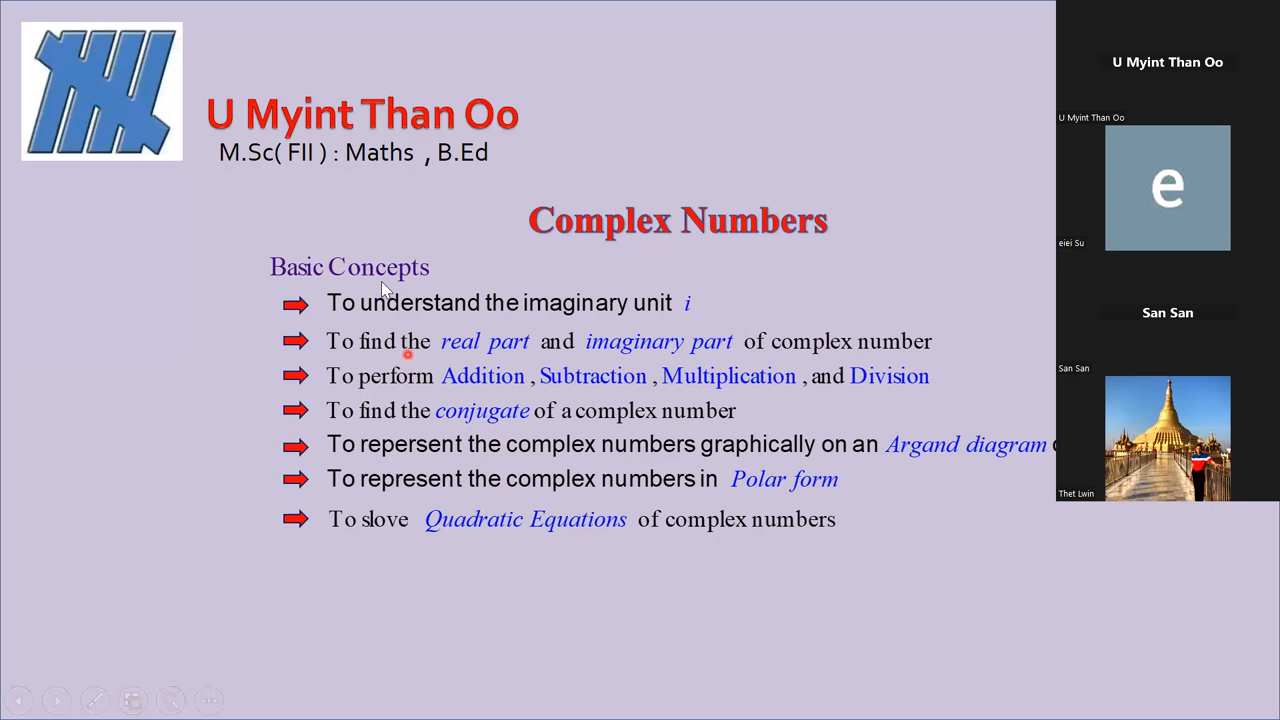 U Myint Than Oo
M.Sc( FII ) : Maths , B.Ed
Complex Numbers
Basic Concepts
To understand the imaginary unit i
To find the real part and imaginary part of complex number
To perform Addition , Subtraction , Multiplication , and Division
To find the conjugate of a complex number
To repersent the complex numbers graphically on an Argand diagram
To represent the complex numbers in Polar form
To slove Quadratic Equations of complex numbers
U Myint Than Oo
U Myint Than Oo
e
eiei Su
San San
San San
Thet Lwin